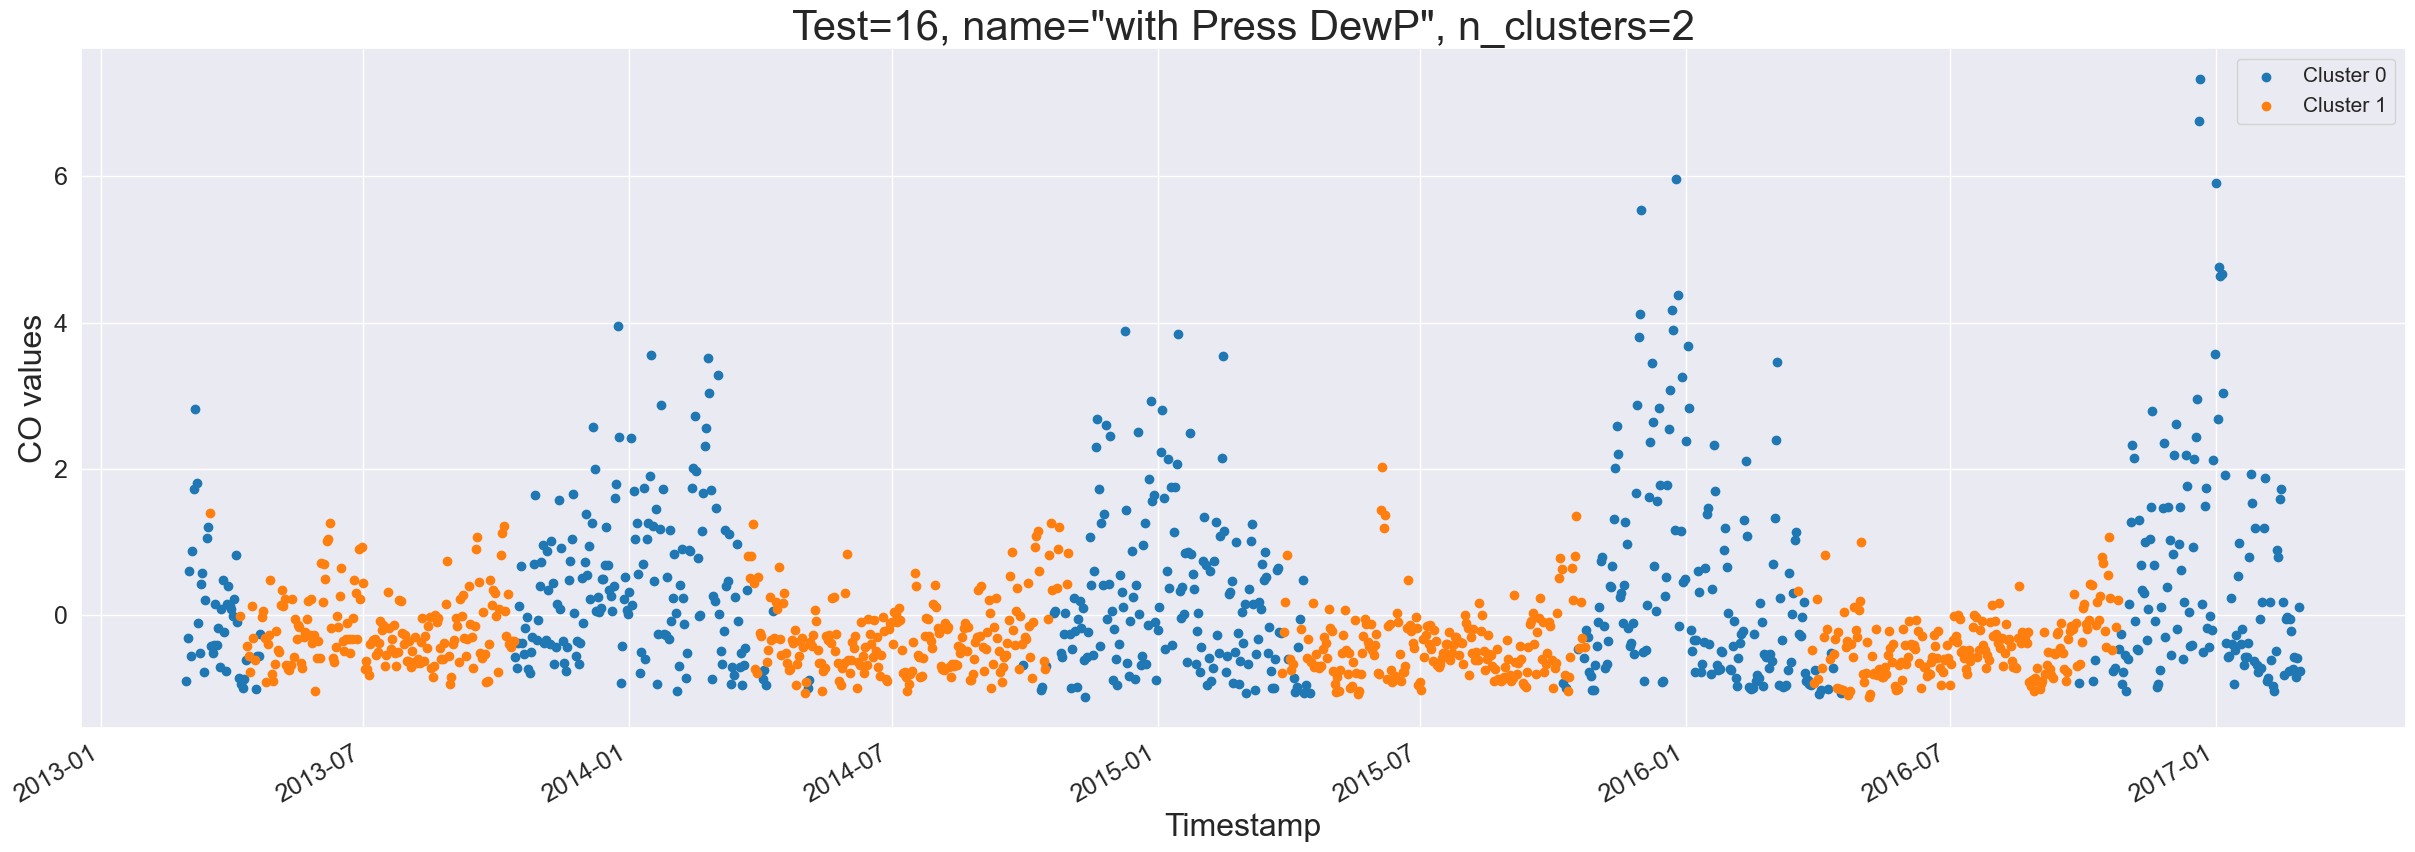 Test=16, name="with Press DewP", n_clusters=2
Cluster 0
Cluster 1
CO values
6
4
2
0
2013-01
2013-07
2014-01
2014-07
2015-01
2015-07
2016-01
2016-07
2017-01
Timestamp